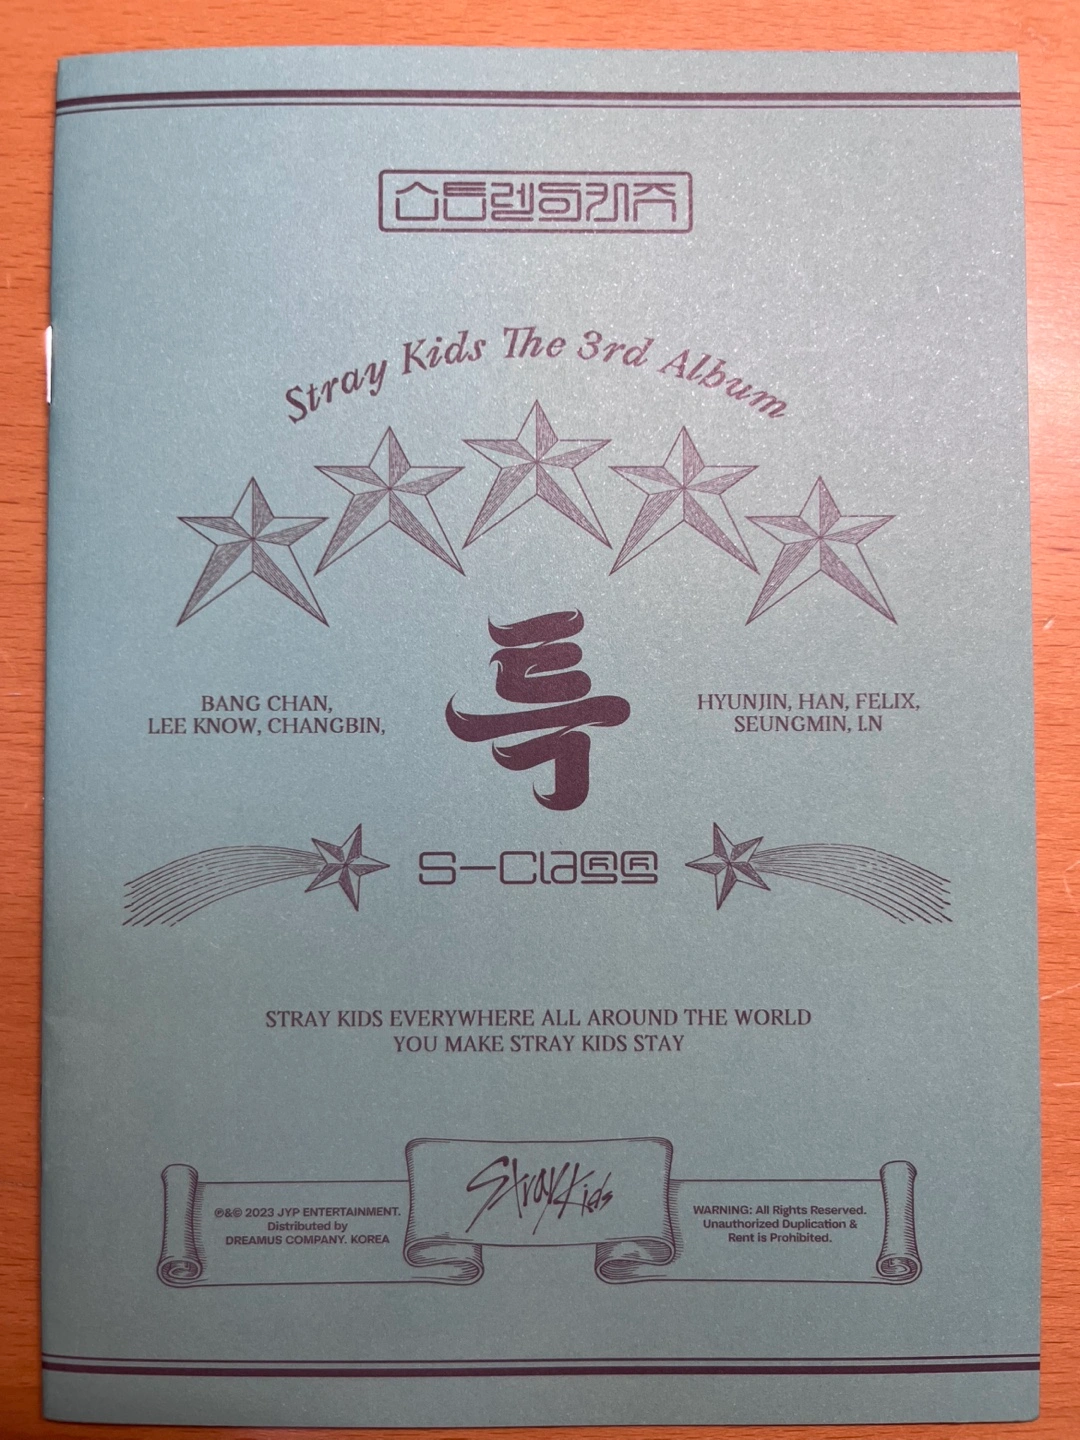 스트레이키즈
Stray Kids The 3rd Album
특
BANG CHAN,
LEE KNOW, CHANGBIN,
HYUNJIN, HAN, FELIX,
SEUNGMIN, I.N
S-Class
STRAY KIDS EVERYWHERE ALL AROUND THE WORLD
YOU MAKE STRAY KIDS STAY
Stray Kids
℗&© 2023 JYP ENTERTAINMENT.
Distributed by
DREAMUS COMPANY. KOREA
WARNING: All Rights Reserved.
Unauthorized Duplication &
Rent is Prohibited.